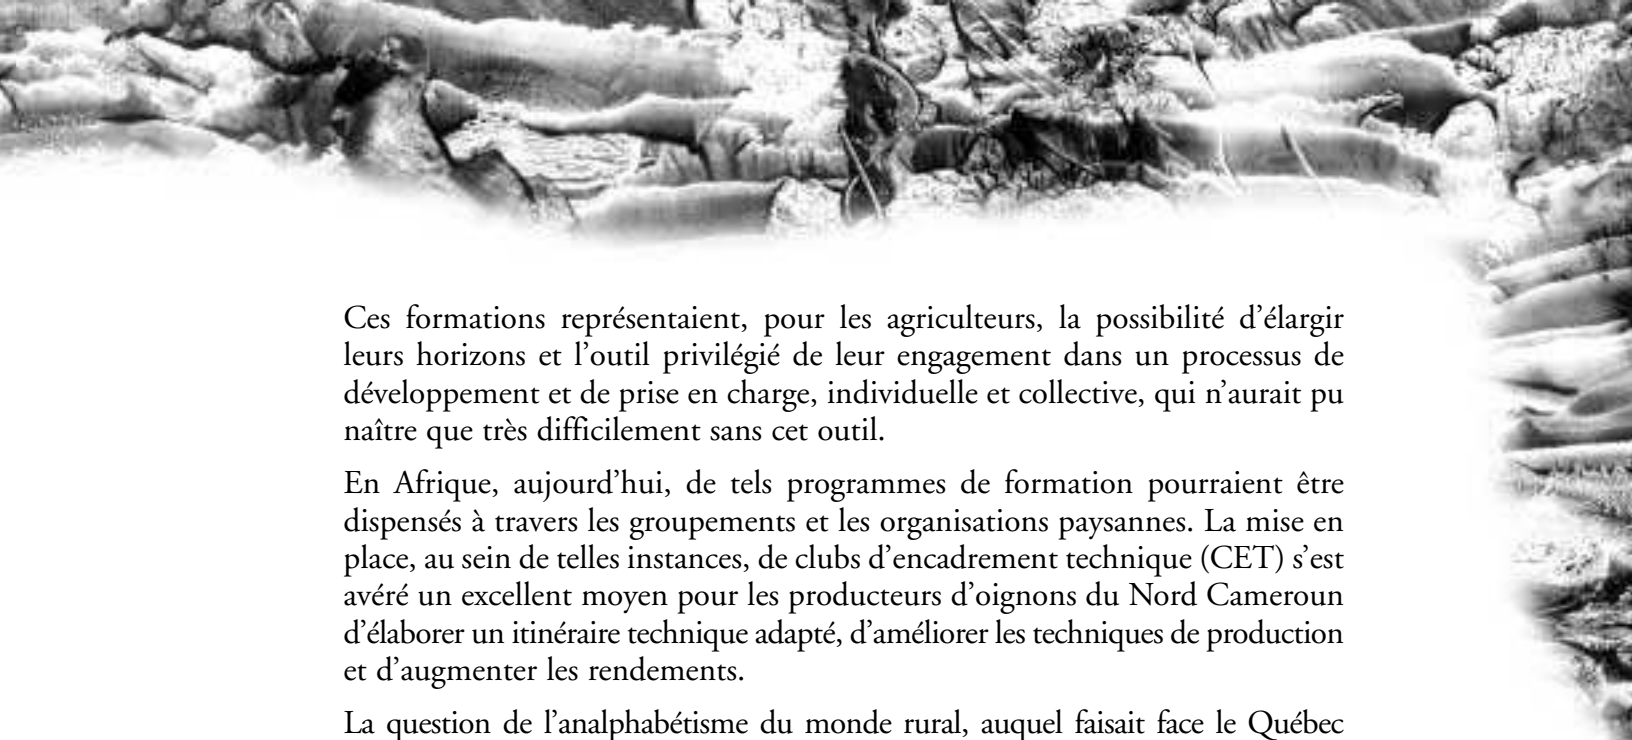 Ces formations représentaient, pour les agriculteurs, la possibilité d’élargir
leurs horizons et l’outil privilégié de leur engagement dans un processus de
développement et de prise en charge, individuelle et collective, qui n’aurait pu
naître que très difficilement sans cet outil.
En Afrique, aujourd’hui, de tels programmes de formation pourraient être
dispensés à travers les groupements et les organisations paysannes. La mise en
place, au sein de telles instances, de clubs d’encadrement technique (CET) s’est
avéré un excellent moyen pour les producteurs d’oignons du Nord Cameroun
d’élaborer un itinéraire technique adapté, d’améliorer les techniques de production
et d’augmenter les rendements.
La question de l’analphabétisme du monde rural, auquel faisait face le Québec